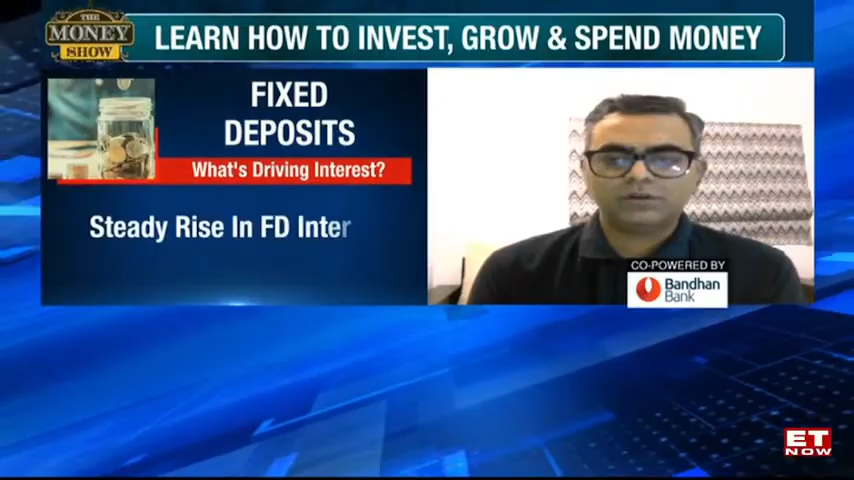 THE
MONEY
SHOW
LEARN HOW TO INVEST, GROW & SPEND MONEY
FIXED
DEPOSITS
What's Driving Interest?
Steady Rise In FD Inter
CO-POWERED BY
Bandhan
Bank
ET
NOW